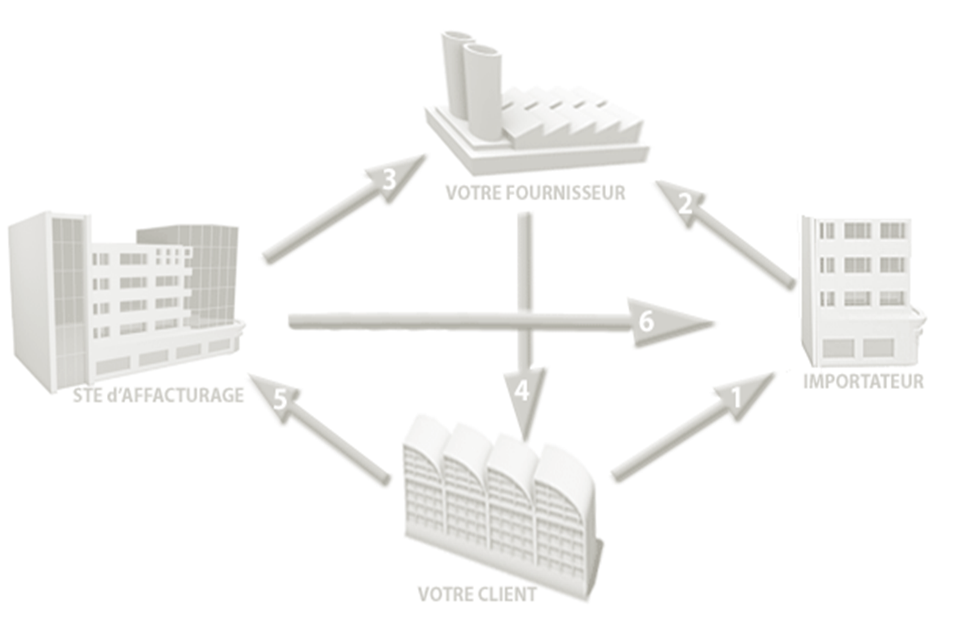 3
VOTRE FOURNISSEUR
2
6
STE d'AFFACTURAGE
IMPORTATEUR
5
4
1
VOTRE CLIENT